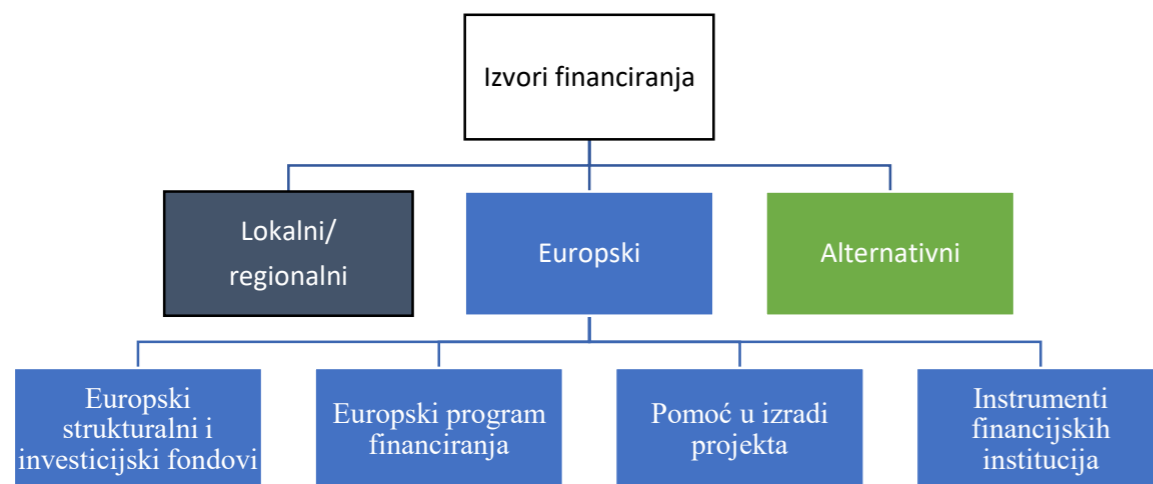 Izvori financiranja
Lokalni/
regionalni
Europski
Alternativni
Europski
strukturalni i
investicijski fondovi
Europski program
financiranja
Pomoć u izradi
projekta
Instrumenti
financijskih
institucija